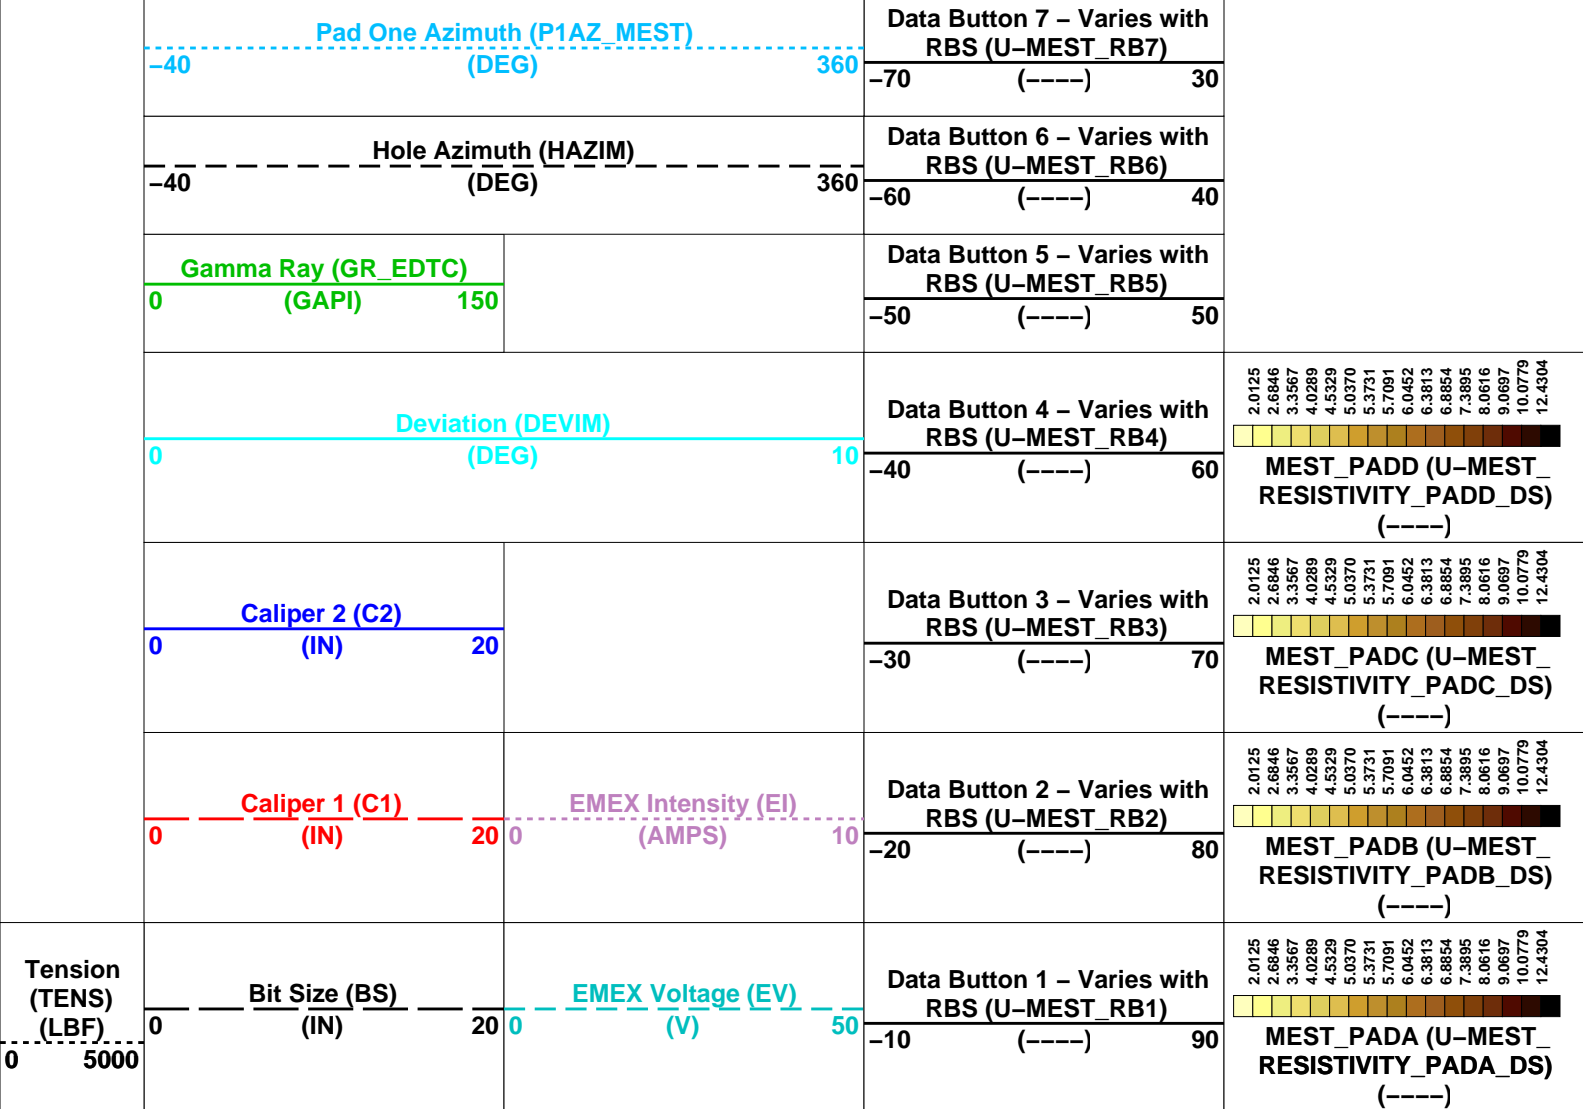 Pad One Azimuth (P1AZ_MEST)
−40 (DEG) 360
Data Button 7 − Varies with
RBS (U−MEST_RB7)
−70 (−−−−) 30
Hole Azimuth (HAZIM)
−40 (DEG) 360
Data Button 6 − Varies with
RBS (U−MEST_RB6)
−60 (−−−−) 40
Gamma Ray (GR_EDTC)
0 (GAPI) 150
Data Button 5 − Varies with
RBS (U−MEST_RB5)
−50 (−−−−) 50
Deviation (DEVIM)
0 (DEG) 10
Data Button 4 − Varies with
RBS (U−MEST_RB4)
−40 (−−−−) 60
2.0125
2.6846
3.3567
4.0289
4.5329
5.0370
5.3731
5.7091
6.0452
6.3813
6.8854
7.3895
8.0616
9.0697
10.0779
12.4304
MEST_PADD (U−MEST_
RESISTIVITY_PADD_DS)
(−−−−)
Caliper 2 (C2)
0 (IN) 20
Data Button 3 − Varies with
RBS (U−MEST_RB3)
−30 (−−−−) 70
2.0125
2.6846
3.3567
4.0289
4.5329
5.0370
5.3731
5.7091
6.0452
6.3813
6.8854
7.3895
8.0616
9.0697
10.0779
12.4304
MEST_PADC (U−MEST_
RESISTIVITY_PADC_DS)
(−−−−)
Caliper 1 (C1)
0 (IN) 20
EMEX Intensity (EI)
0 (AMPS) 10
Data Button 2 − Varies with
RBS (U−MEST_RB2)
−20 (−−−−) 80
2.0125
2.6846
3.3567
4.0289
4.5329
5.0370
5.3731
5.7091
6.0452
6.3813
6.8854
7.3895
8.0616
9.0697
10.0779
12.4304
MEST_PADB (U−MEST_
RESISTIVITY_PADB_DS)
(−−−−)
Tension
(TENS)
(LBF)
0 5000
Bit Size (BS)
0 (IN) 20
EMEX Voltage (EV)
0 (V) 50
Data Button 1 − Varies with
RBS (U−MEST_RB1)
−10 (−−−−) 90
2.0125
2.6846
3.3567
4.0289
4.5329
5.0370
5.3731
5.7091
6.0452
6.3813
6.8854
7.3895
8.0616
9.0697
10.0779
12.4304
MEST_PADA (U−MEST_
RESISTIVITY_PADA_DS)
(−−−−)